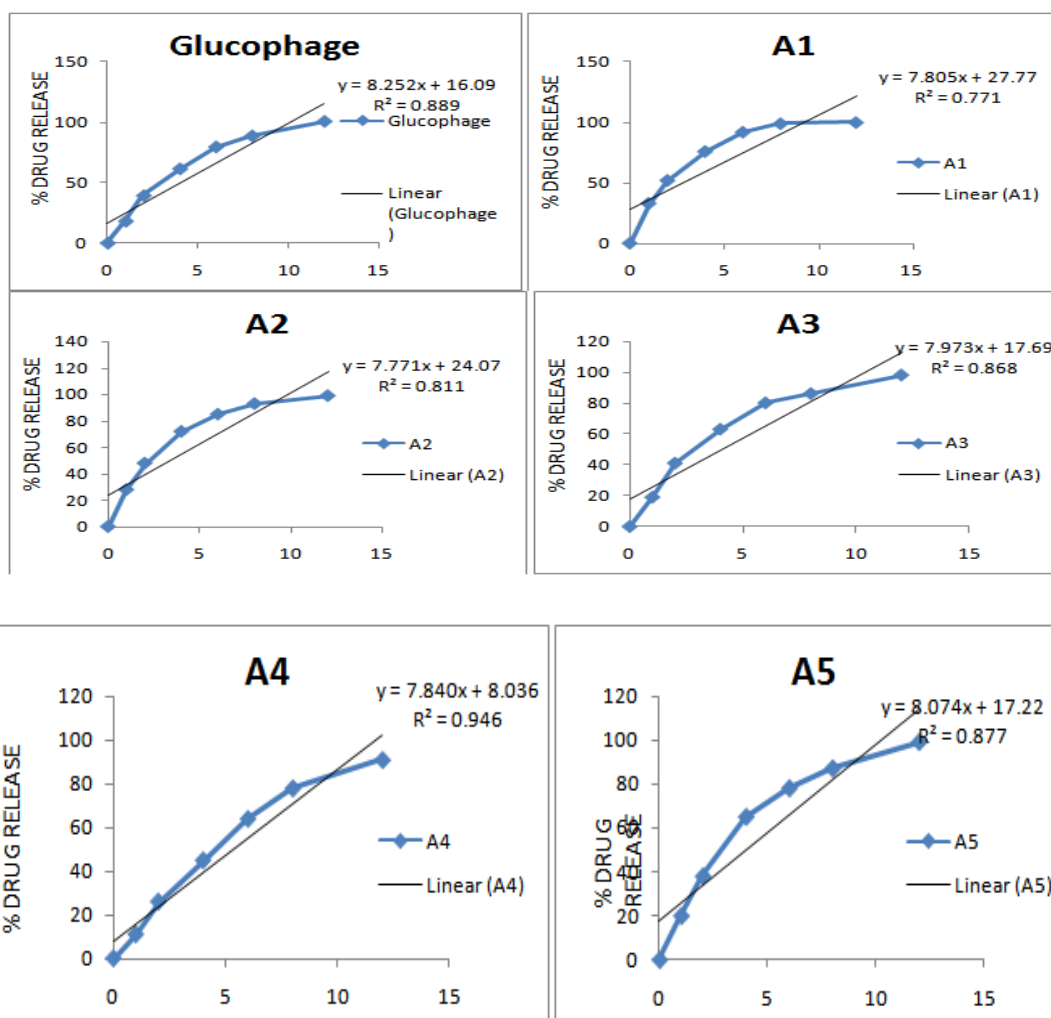 Glucophage
150
100
50
0
0
5
10
15
% DRUG RELEASE
y = 8.252x + 16.09
R² = 0.889
Glucophage
Linear
(Glucophage
)
A1
150
100
50
0
0
5
10
15
% DRUG RELEASE
y = 7.805x + 27.77
R² = 0.771
A1
Linear (A1)
A2
140
120
100
80
60
40
20
0
0
5
10
15
% DRUG RELEASE
y = 7.771x + 24.07
R² = 0.811
A2
Linear (A2)
A3
120
100
80
60
40
20
0
0
5
10
15
% DRUG RELEASE
y = 7.973x + 17.69
R² = 0.868
A3
Linear (A3)
A4
120
100
80
60
40
20
0
0
5
10
15
% DRUG RELEASE
y = 7.840x + 8.036
R² = 0.946
A4
Linear (A4)
A5
120
100
80
60
40
20
0
0
5
10
15
% DRUG
RELEASE
y = 8.074x + 17.22
R² = 0.877
A5
Linear (A5)